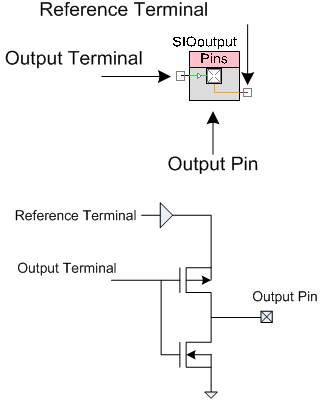 Reference Terminal
SIOoutput
Output Terminal
Pins
Output Pin
Reference Terminal
Output Terminal
Output Pin